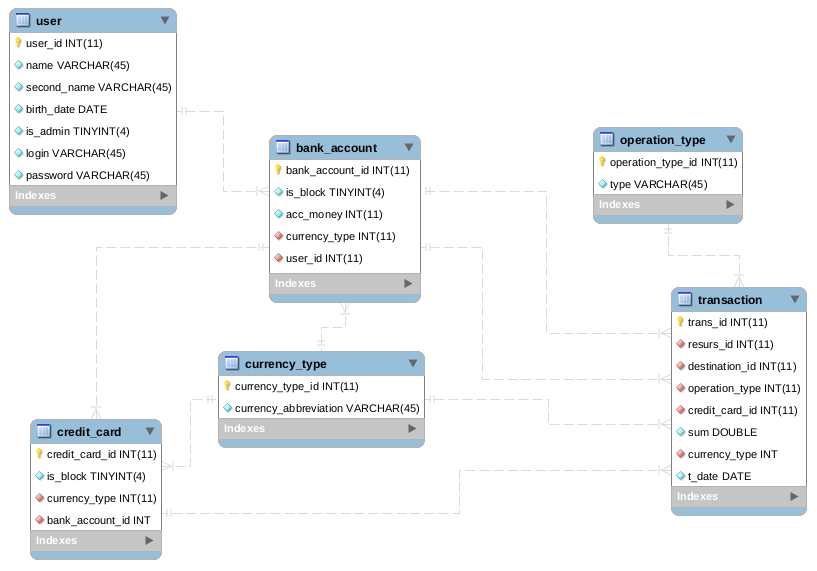 user
user_id INT(11)
name VARCHAR(45)
second_name VARCHAR(45)
birth_date DATE
is_admin TINYINT(4)
login VARCHAR(45)
password VARCHAR(45)
Indexes
bank_account
bank_account_id INT(11)
is_block TINYINT(4)
acc_money INT(11)
currency_type INT(11)
user_id INT(11)
Indexes
operation_type
operation_type_id INT(11)
type VARCHAR(45)
Indexes
transaction
trans_id INT(11)
resurs_id INT(11)
destination_id INT(11)
operation_type INT(11)
credit_card_id INT(11)
sum DOUBLE
currency_type INT
t_date DATE
Indexes
currency_type
currency_type_id INT(11)
currency_abbreviation VARCHAR(45)
Indexes
credit_card
credit_card_id INT(11)
is_block TINYINT(4)
currency_type INT(11)
bank_account_id INT
Indexes